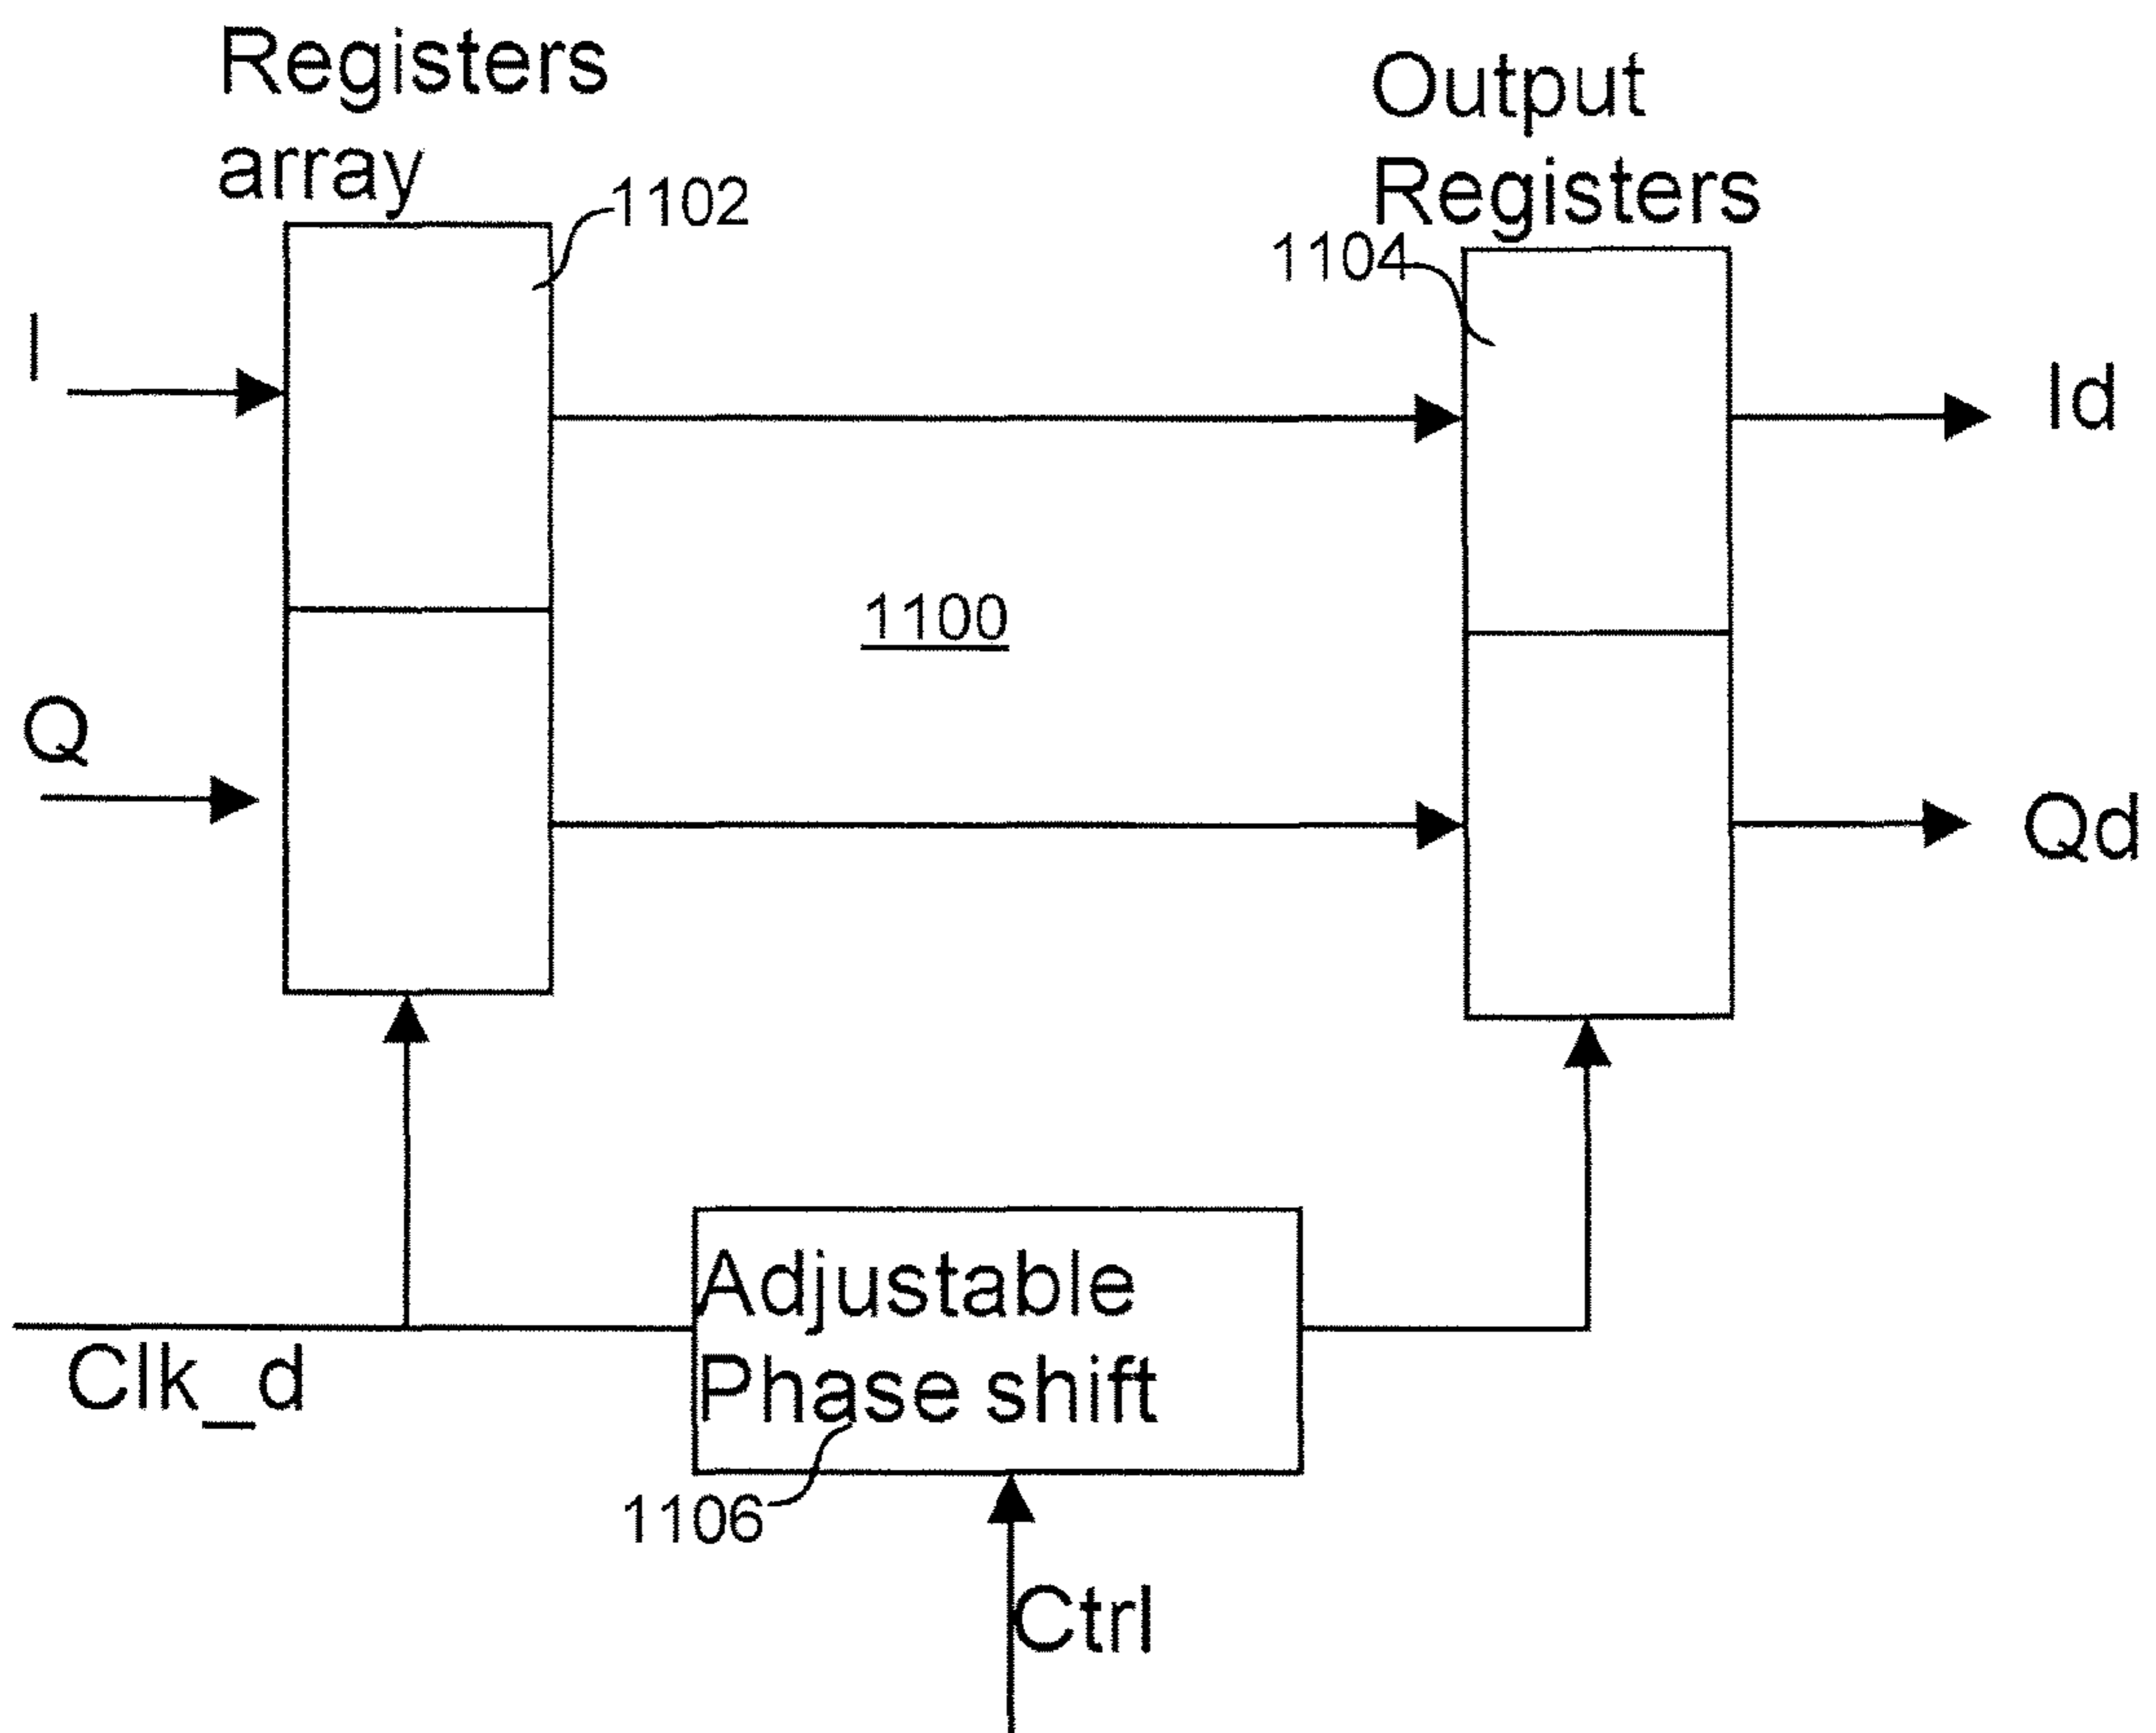 Registers
array
1102
Output
Registers
1104
I
Id
1100
Q
Qd
Adjustable
Phase shift
Clk_d
1106
Ctrl